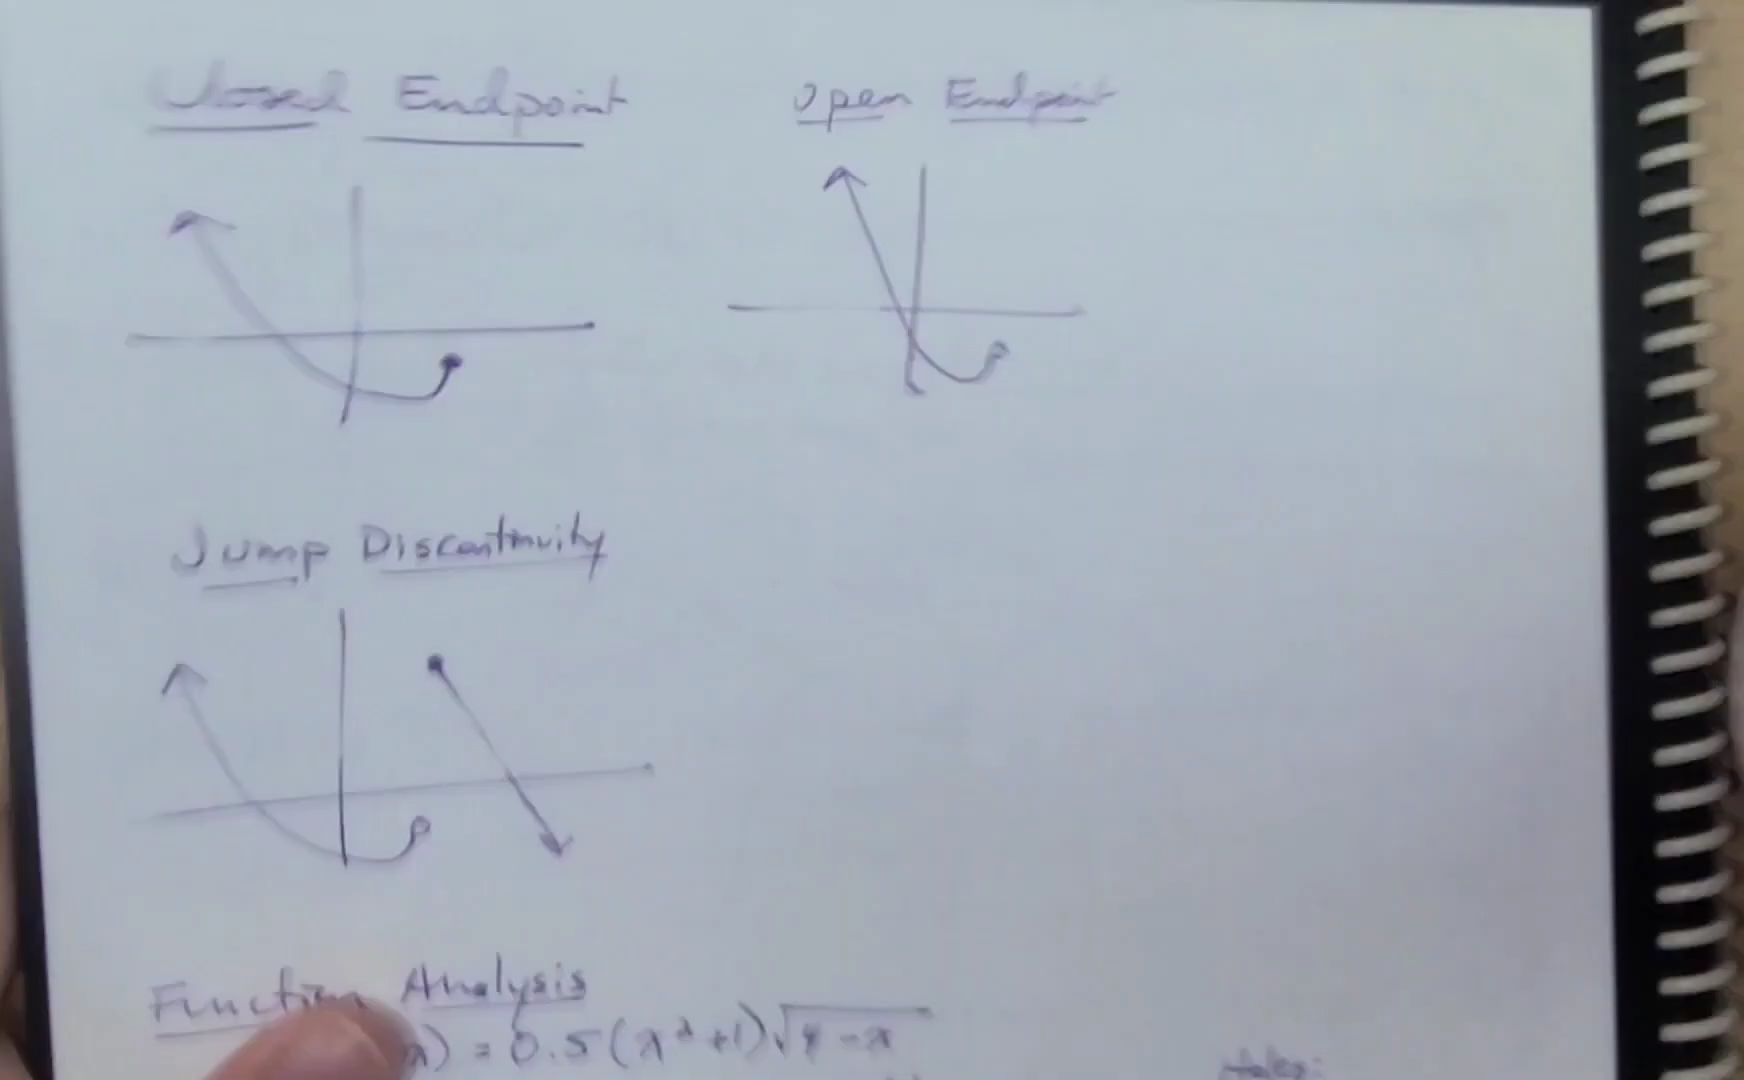 Closed Endpoint
Open Endpoint
Jump Discontinuity
Function Analysis
x) = 0.5(x²+1)√4-x